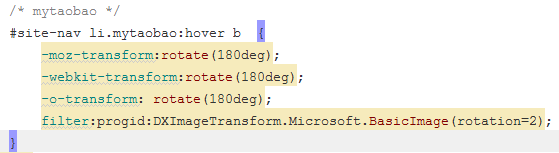 /* mytaobao */
#site-nav li.mytaobao:hover b  {
    -moz-transform:rotate(180deg);
    -webkit-transform:rotate(180deg);
    -o-transform: rotate(180deg);
    filter:progid:DXImageTransform.Microsoft.BasicImage(rotation=2);
}